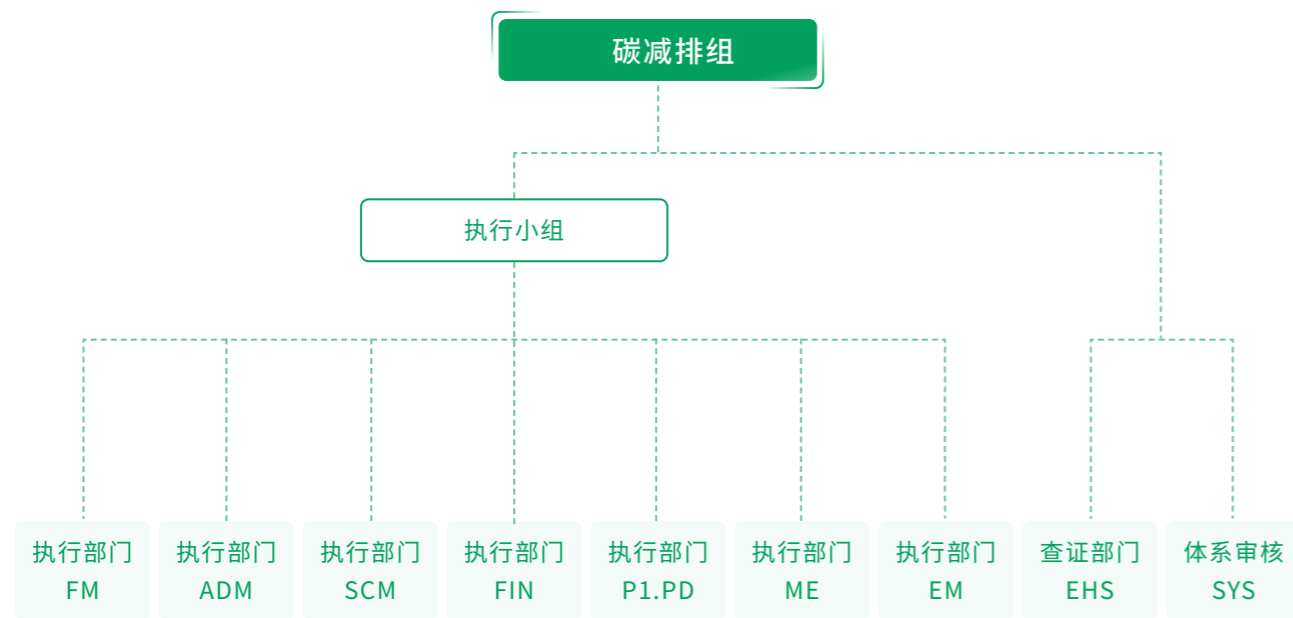 碳减排组
执行小组
执行部门
FM
执行部门
ADM
执行部门
SCM
执行部门
FIN
执行部门
P1.PD
执行部门
ME
执行部门
EM
查证部门
EHS
体系审核
SYS